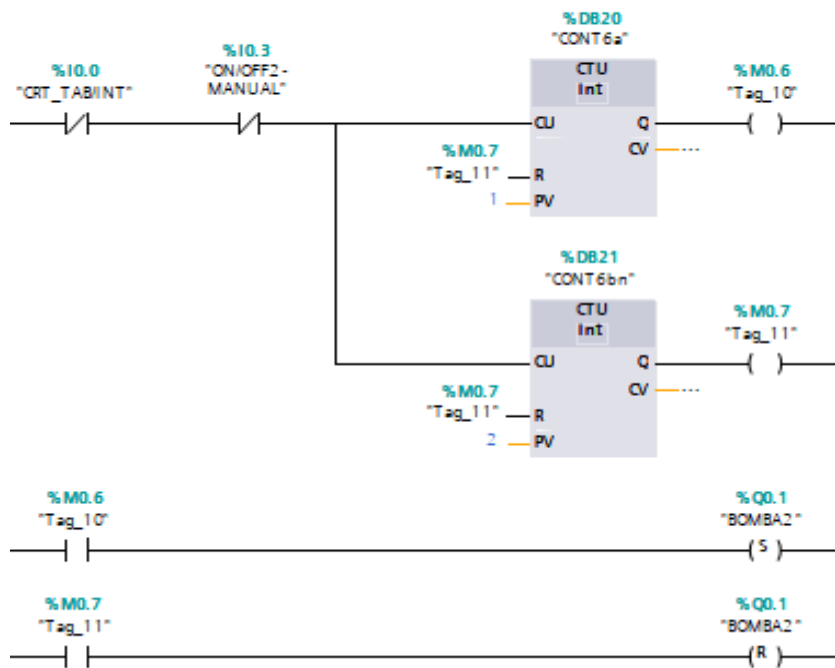 %DB20
"CONT6a"
%I0.0
"CRT_TAB/INT"
%I0.3
"ON/OFF2-
MANUAL"
CTU
Int
%M0.6
"Tag_10"
CU
Q
CV
...
%M0.7
"Tag_11"
R
1
PV
%DB21
"CONT6bn"
CTU
Int
%M0.7
"Tag_11"
CU
Q
CV
...
%M0.7
"Tag_11"
R
2
PV
%M0.6
"Tag_10"
%Q0.1
"BOMBA2"
S
%M0.7
"Tag_11"
%Q0.1
"BOMBA2"
R